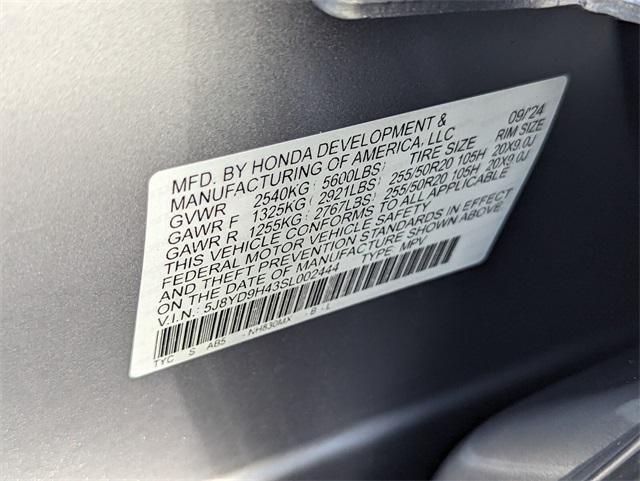 MFD. BY HONDA DEVELOPMENT & 09/'24
MANUFACTURING OF AMERICA, LLC
GVWR 2540KG 5600LBS TIRE SIZE RIM SIZE
GAWR F 1325KG 2921LBS 255/50R20 105H 20X9.0J
GAWR R 1255KG 2767LBS 255/50R20 105H 20X9.0J
THIS VEHICLE CONFORMS TO ALL APPLICABLE
FEDERAL MOTOR VEHICLE SAFETY
AND THEFT PREVENTION STANDARDS IN EFFECT
ON THE DATE OF MANUFACTURE SHOWN ABOVE.
V.I.N.: 5J8YD9H43SL002444 TYPE: MPV
TYC S AB5 - NH830MX - B - L